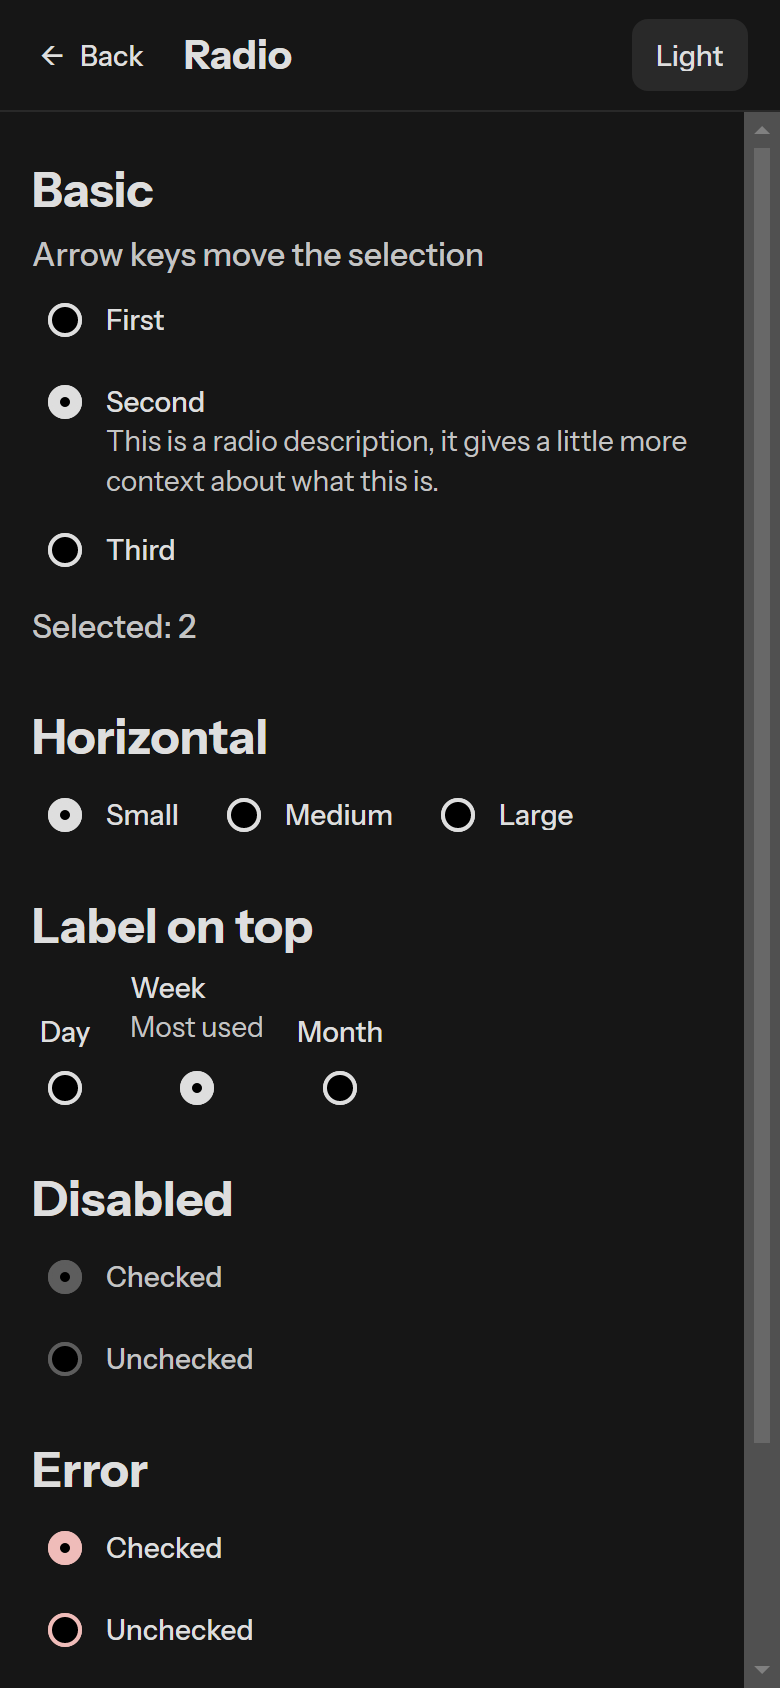 ← Back Radio Light
Basic
Arrow keys move the selection
First
Second
This is a radio description, it gives a little more
context about what this is.
Third
Selected: 2
Horizontal
Small Medium Large
Label on top
Week
Day Most used Month
Disabled
Checked
Unchecked
Error
Checked
Unchecked